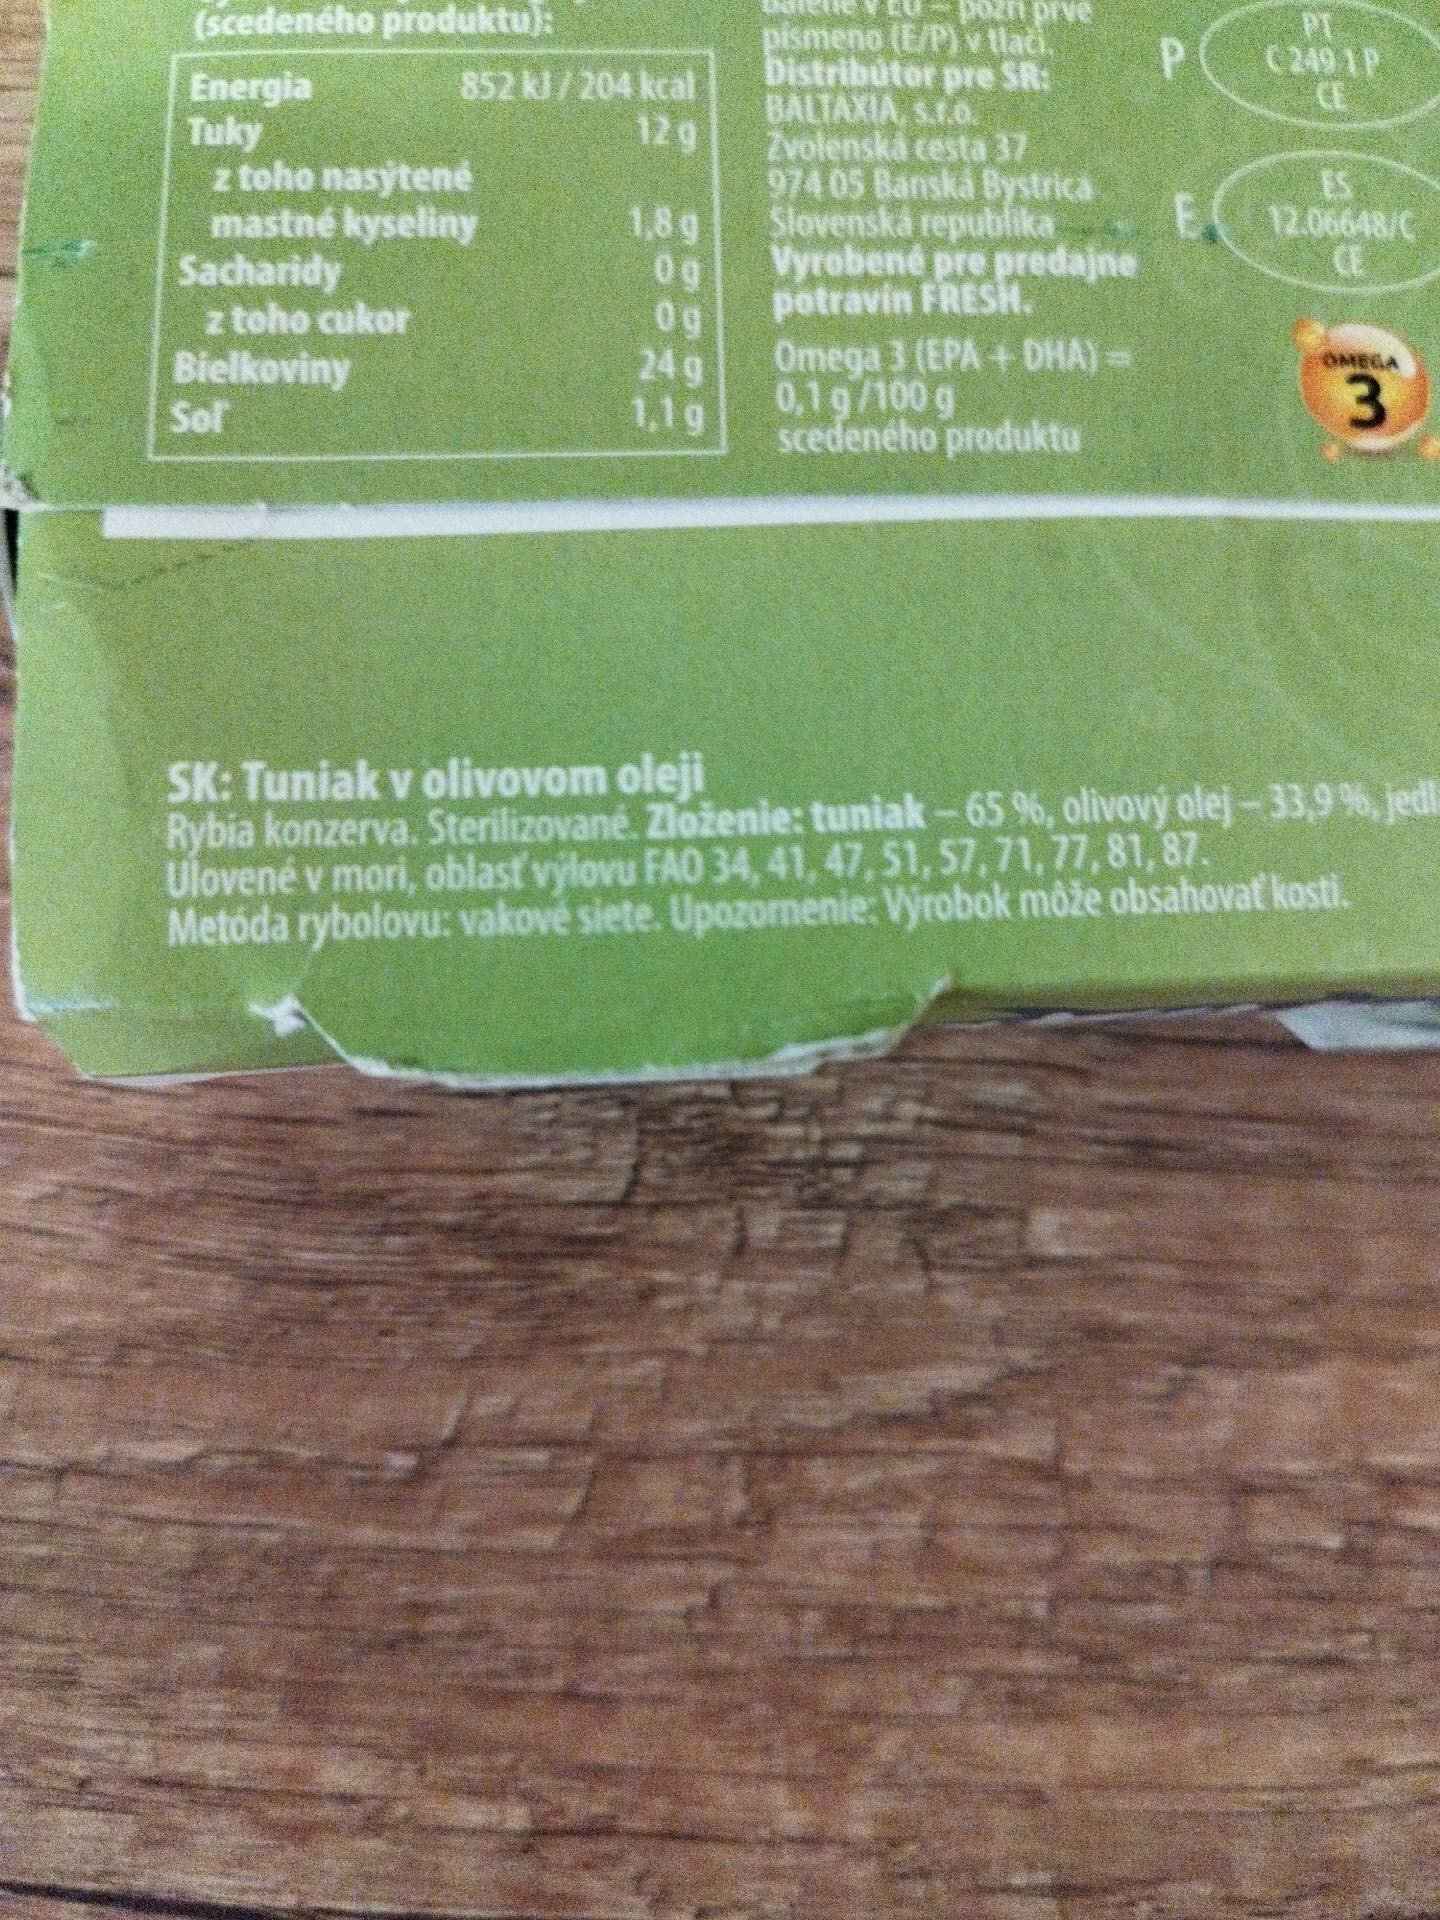 (scedeného produktu):
Energia 852 kJ / 204 kcal
Tuky 12 g
z toho nasýtené
mastné kyseliny 1,8 g
Sacharidy 0 g
z toho cukor 0 g
Bielkoviny 24 g
Soľ 1,1 g
balené v EÚ – pozri prvé
písmeno (E/P) v tlači.
Distribútor pre SR:
BALTAXIA, s.r.o.
Zvolenská cesta 37
974 05 Banská Bystrica
Slovenská republika
Vyrobené pre predajne
potravín FRESH.
Omega 3 (EPA + DHA) =
0,1 g /100 g
scedeného produktu
P
PT
C 249 1 P
CE
E
ES
12.06648/C
CE
OMEGA
3
SK: Tuniak v olivovom oleji
Rybia konzerva. Sterilizované. Zloženie: tuniak – 65 %, olivový olej – 33,9 %, jedl
Ulovené v mori, oblasť výlovu FAO 34, 41, 47, 51, 57, 71, 77, 81, 87.
Metóda rybolovu: vakové siete. Upozornenie: Výrobok môže obsahovať kosti.